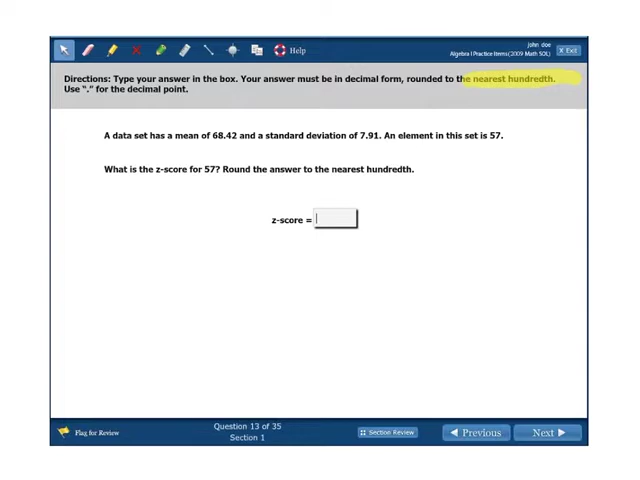 Help
john doe
Algebra I Practice Items (2009 Math SOL)
X Exit
Directions: Type your answer in the box. Your answer must be in decimal form, rounded to the nearest hundredth.
Use “.” for the decimal point.
A data set has a mean of 68.42 and a standard deviation of 7.91. An element in this set is 57.
What is the z-score for 57? Round the answer to the nearest hundredth.
z-score =
Flag for Review
Question 13 of 35
Section 1
Section Review
Previous
Next